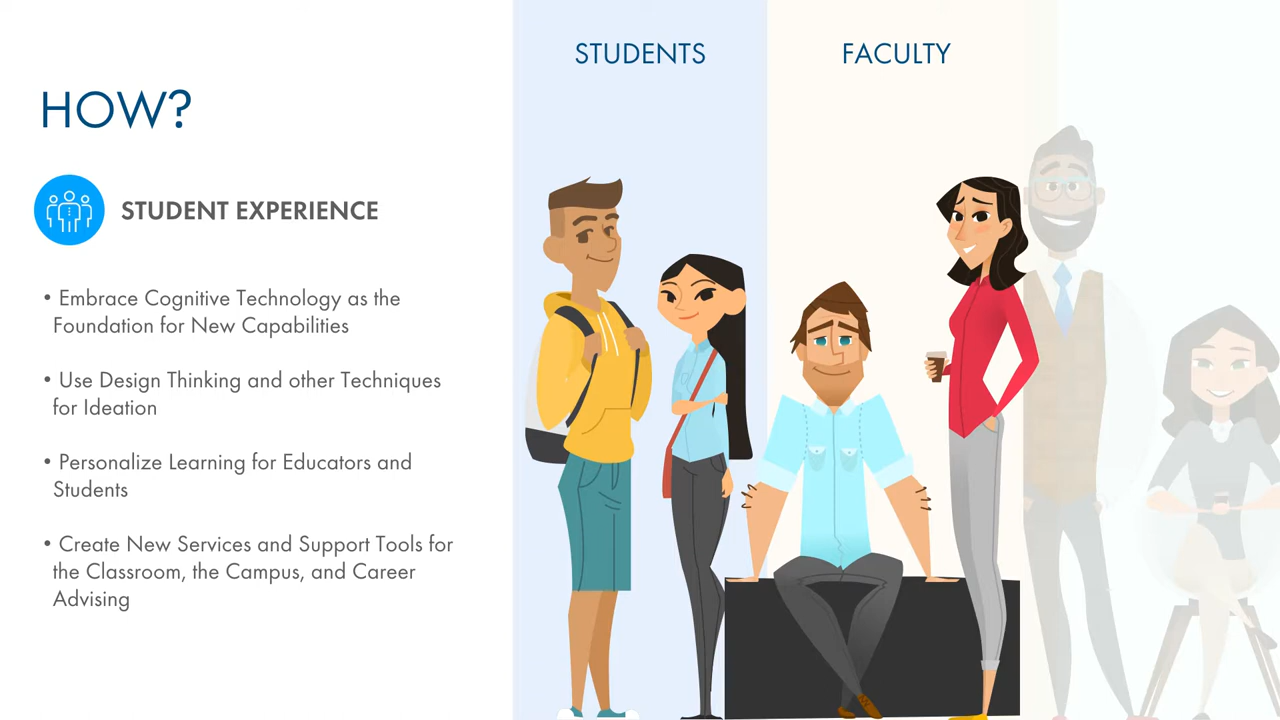 HOW?
STUDENT EXPERIENCE
• Embrace Cognitive Technology as the
Foundation for New Capabilities
• Use Design Thinking and other Techniques
for Ideation
• Personalize Learning for Educators and
Students
• Create New Services and Support Tools for
the Classroom, the Campus, and Career
Advising
STUDENTS
FACULTY